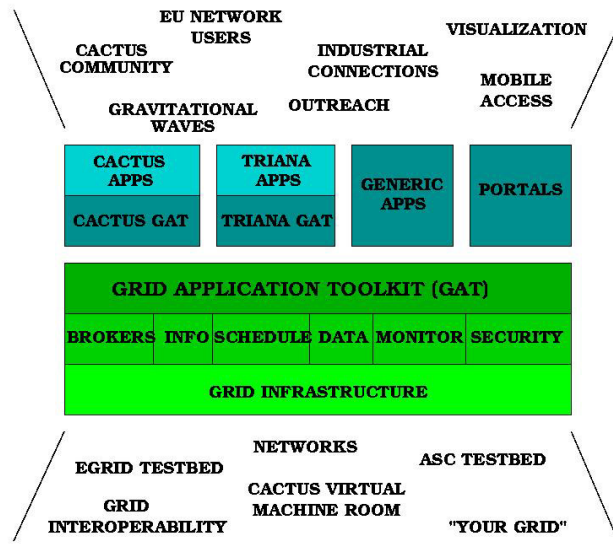 EU NETWORK
USERS
VISUALIZATION
CACTUS
COMMUNITY
INDUSTRIAL
CONNECTIONS
MOBILE
ACCESS
GRAVITATIONAL
WAVES
OUTREACH
CACTUS
APPS
CACTUS GAT
TRIANA
APPS
TRIANA GAT
GENERIC
APPS
PORTALS
GRID APPLICATION TOOLKIT (GAT)
BROKERS INFO SCHEDULE DATA MONITOR SECURITY
GRID INFRASTRUCTURE
NETWORKS
EGRID TESTBED
ASC TESTBED
GRID
INTEROPERABILITY
CACTUS VIRTUAL
MACHINE ROOM
"YOUR GRID"